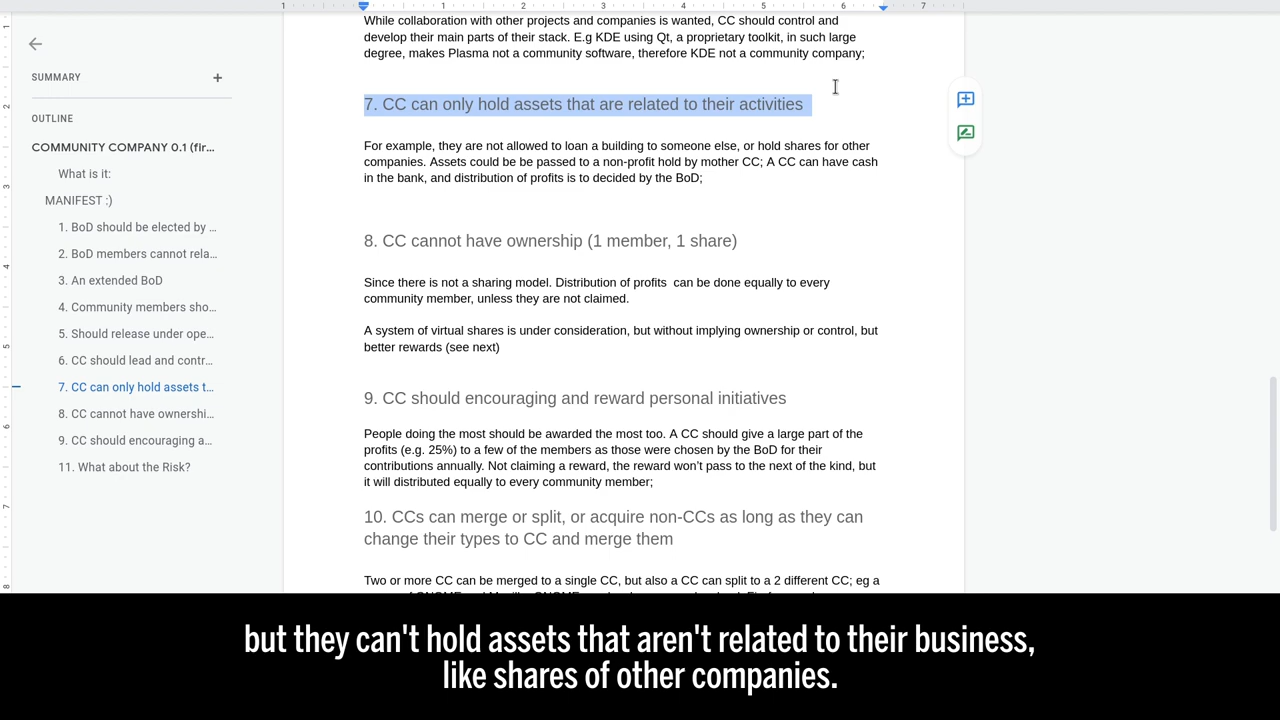 1 1 2 3 4 5 6 7
While collaboration with other projects and companies is wanted, CC should control and
develop their main parts of their stack. E.g KDE using Qt, a proprietary toolkit, in such large
degree, makes Plasma not a community software, therefore KDE not a community company;
SUMMARY +
OUTLINE
COMMUNITY COMPANY 0.1 (fir...
What is it:
MANIFEST :)
1. BoD should be elected by ...
2. BoD members cannot rela...
3. An extended BoD
4. Community members sho...
5. Should release under ope...
6. CC should lead and contr...
7. CC can only hold assets t...
8. CC cannot have ownershi...
9. CC should encouraging a...
11. What about the Risk?
7. CC can only hold assets that are related to their activities
For example, they are not allowed to loan a building to someone else, or hold shares for other
companies. Assets could be be passed to a non-profit hold by mother CC; A CC can have cash
in the bank, and distribution of profits is to decided by the BoD;
8. CC cannot have ownership (1 member, 1 share)
Since there is not a sharing model. Distribution of profits  can be done equally to every
community member, unless they are not claimed.
A system of virtual shares is under consideration, but without implying ownership or control, but
better rewards (see next)
9. CC should encouraging and reward personal initiatives
People doing the most should be awarded the most too. A CC should give a large part of the
profits (e.g. 25%) to a few of the members as those were chosen by the BoD for their
contributions annually. Not claiming a reward, the reward won't pass to the next of the kind, but
it will distributed equally to every community member;
10. CCs can merge or split, or acquire non-CCs as long as they can
change their types to CC and merge them
Two or more CC can be merged to a single CC, but also a CC can split to a 2 different CC; eg a
but they can't hold assets that aren't related to their business,
like shares of other companies.